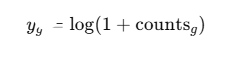 y_g = log(1 + counts_g)